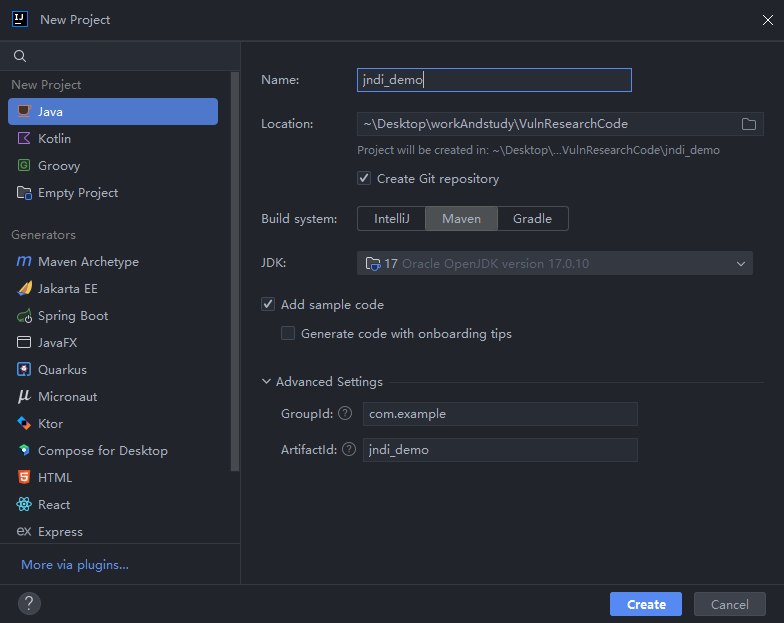 New Project
New Project
Java
Kotlin
Groovy
Empty Project
Generators
Maven Archetype
Jakarta EE
Spring Boot
JavaFX
Quarkus
Micronaut
Ktor
Compose for Desktop
HTML
React
ex Express
More via plugins...
Name: jndi_demo
Location: ~\Desktop\workAndstudy\VulnResearchCode
Project will be created in: ~\Desktop\...VulnResearchCode\jndi_demo
Create Git repository
Build system: IntelliJ Maven Gradle
JDK: 17 Oracle OpenJDK version 17.0.10
Add sample code
Generate code with onboarding tips
Advanced Settings
GroupId: ? com.example
ArtifactId: ? jndi_demo
? Create Cancel